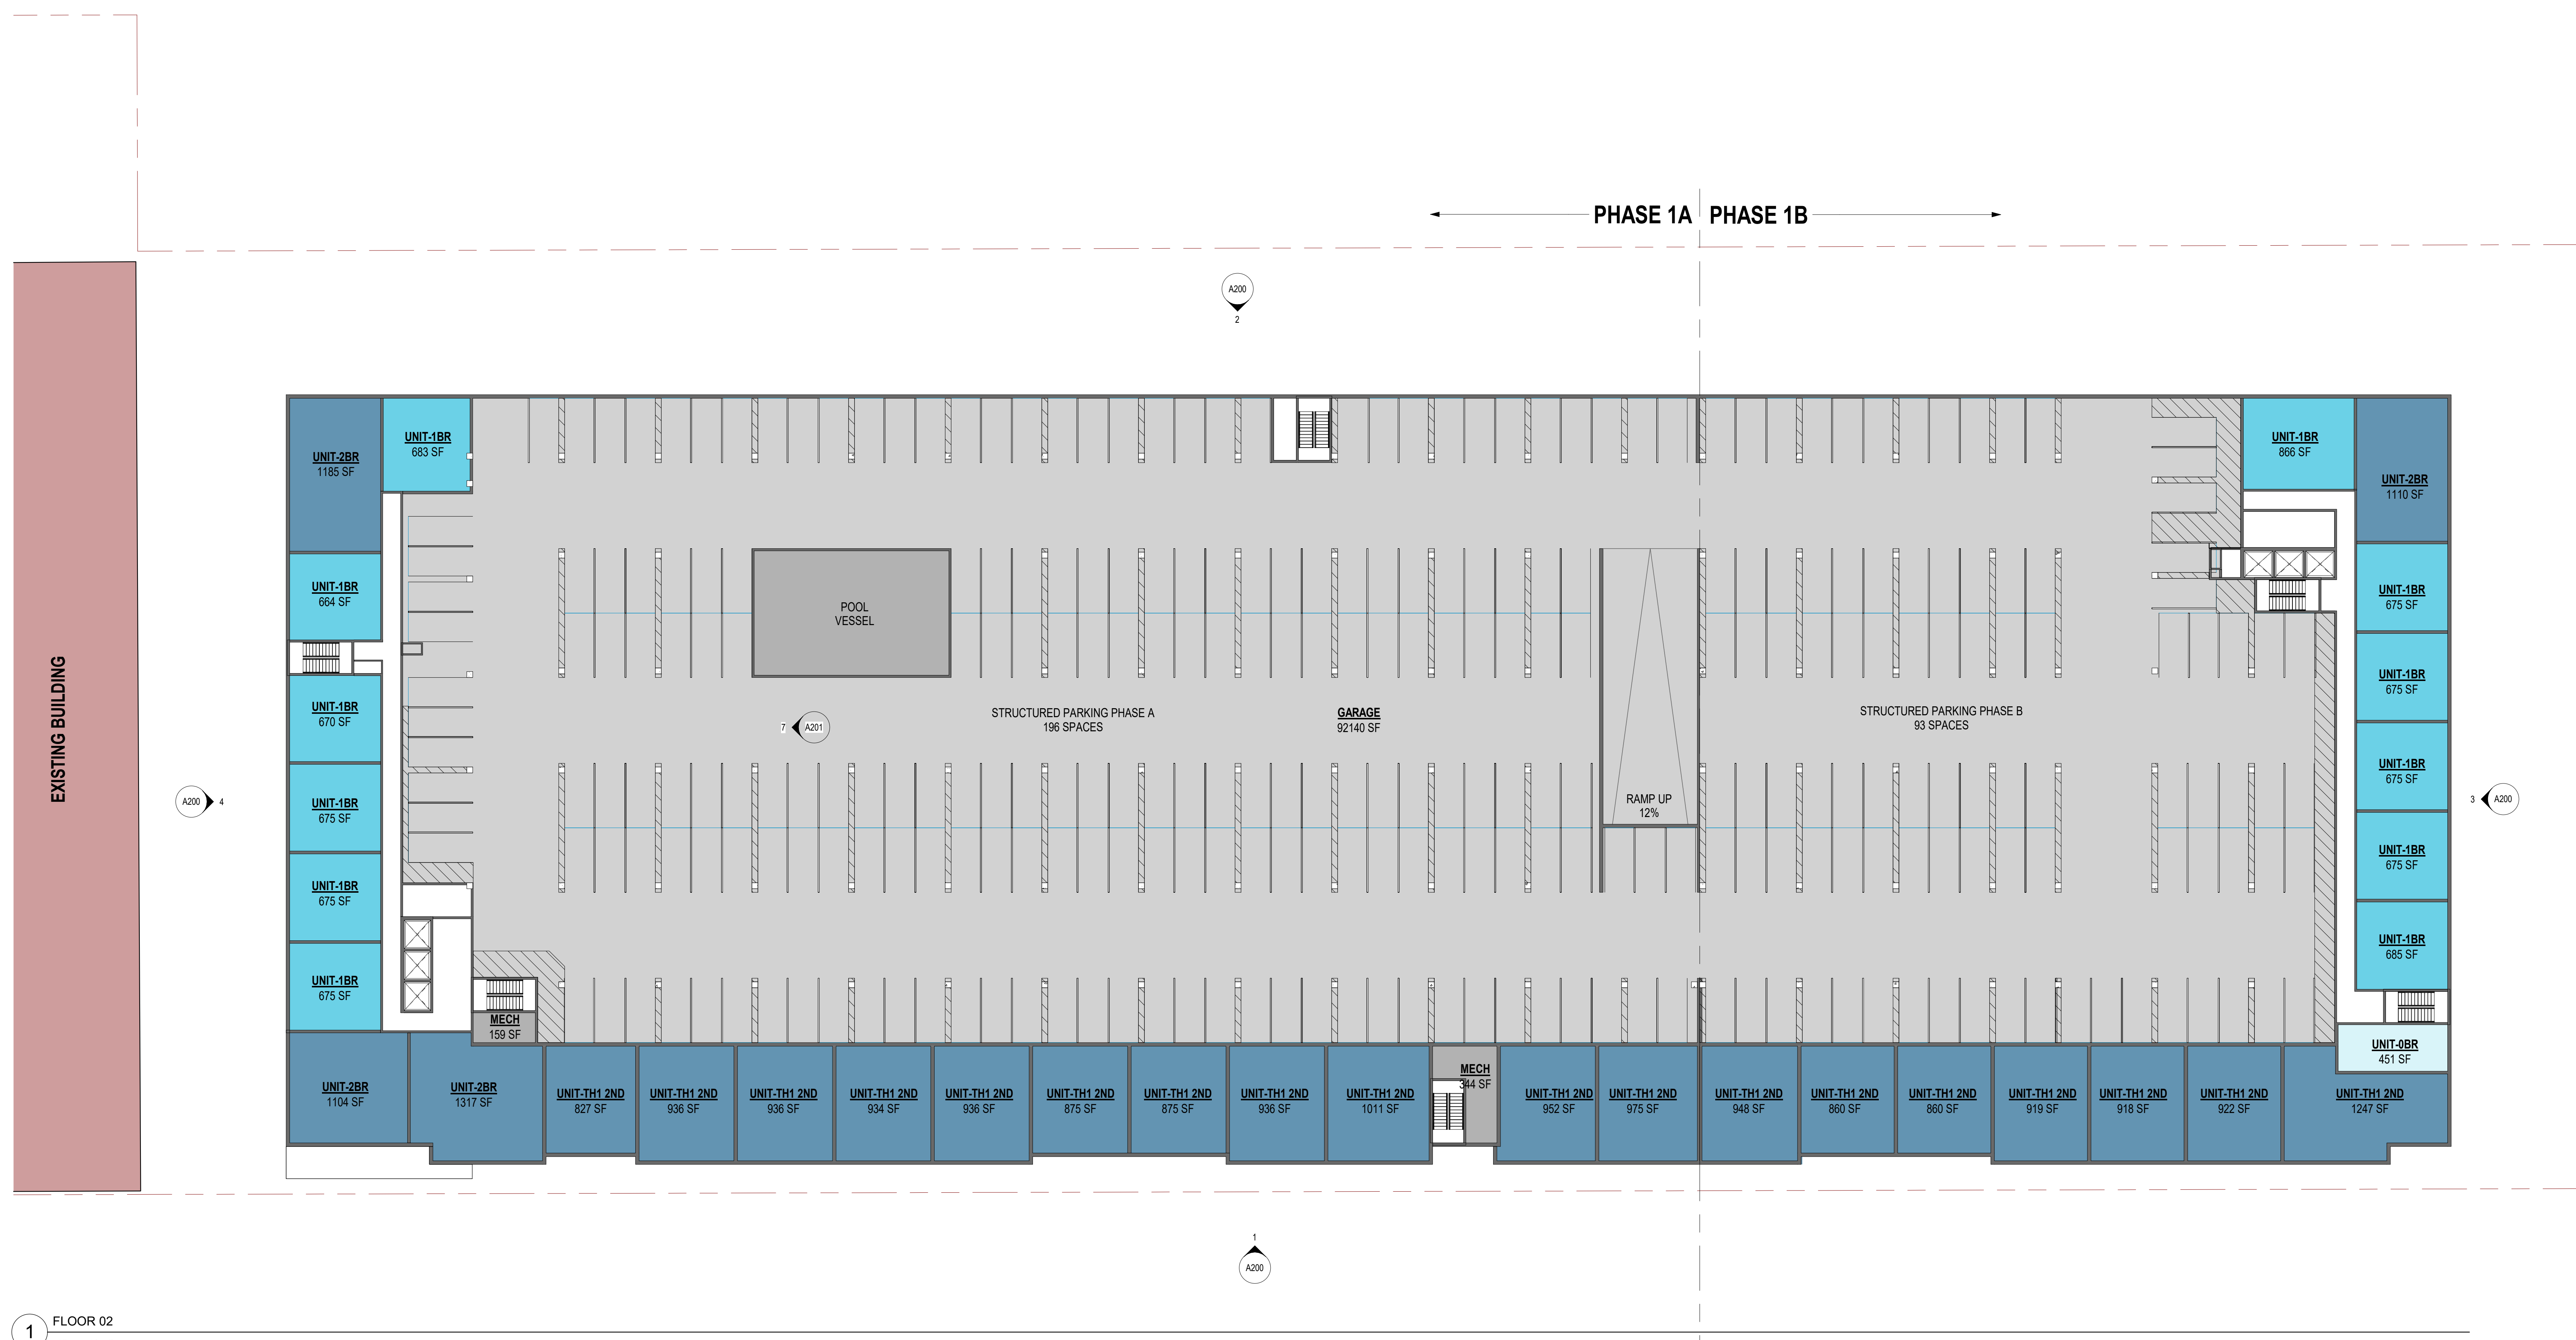 PHASE 1A
PHASE 1B
A200
2
UNIT-2BR
1185 SF
UNIT-1BR
683 SF
UNIT-1BR
866 SF
UNIT-2BR
1110 SF
UNIT-1BR
664 SF
UNIT-1BR
675 SF
POOL
VESSEL
UNIT-1BR
675 SF
EXISTING BUILDING
UNIT-1BR
670 SF
7
A201
STRUCTURED PARKING PHASE A
196 SPACES
GARAGE
92140 SF
STRUCTURED PARKING PHASE B
93 SPACES
UNIT-1BR
675 SF
A200
4
UNIT-1BR
675 SF
RAMP UP
12%
3
A200
UNIT-1BR
675 SF
UNIT-1BR
675 SF
UNIT-1BR
685 SF
UNIT-1BR
675 SF
MECH
159 SF
UNIT-0BR
451 SF
UNIT-2BR
1104 SF
UNIT-2BR
1317 SF
UNIT-TH1 2ND
827 SF
UNIT-TH1 2ND
936 SF
UNIT-TH1 2ND
936 SF
UNIT-TH1 2ND
934 SF
UNIT-TH1 2ND
936 SF
UNIT-TH1 2ND
875 SF
UNIT-TH1 2ND
875 SF
UNIT-TH1 2ND
936 SF
UNIT-TH1 2ND
1011 SF
MECH
344 SF
UNIT-TH1 2ND
952 SF
UNIT-TH1 2ND
975 SF
UNIT-TH1 2ND
948 SF
UNIT-TH1 2ND
860 SF
UNIT-TH1 2ND
860 SF
UNIT-TH1 2ND
919 SF
UNIT-TH1 2ND
918 SF
UNIT-TH1 2ND
922 SF
UNIT-TH1 2ND
1247 SF
1
A200
1
FLOOR 02